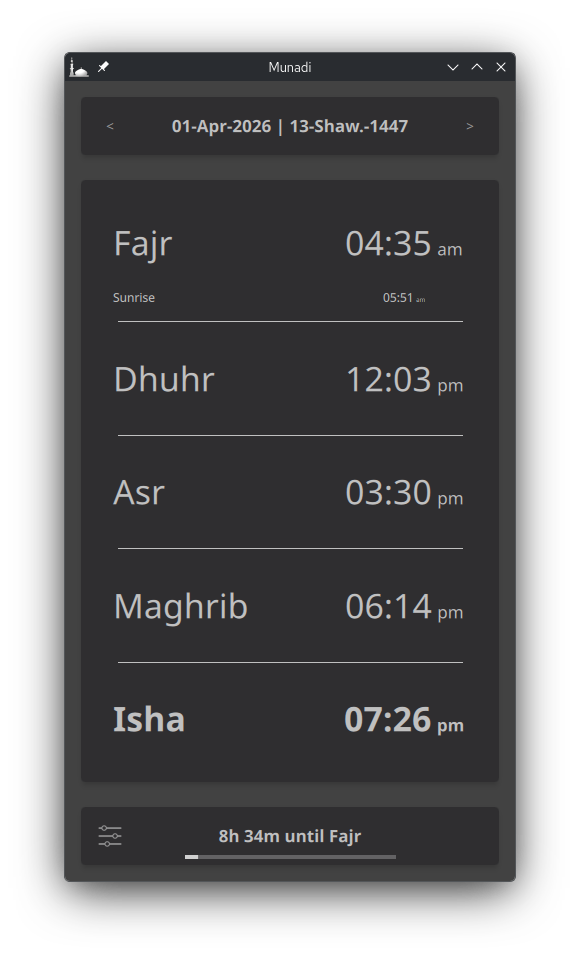 Munadi
< 01-Apr-2026 | 13-Shaw.-1447 >
Fajr 04:35 am
Sunrise 05:51 am
Dhuhr 12:03 pm
Asr 03:30 pm
Maghrib 06:14 pm
Isha 07:26 pm
8h 34m until Fajr